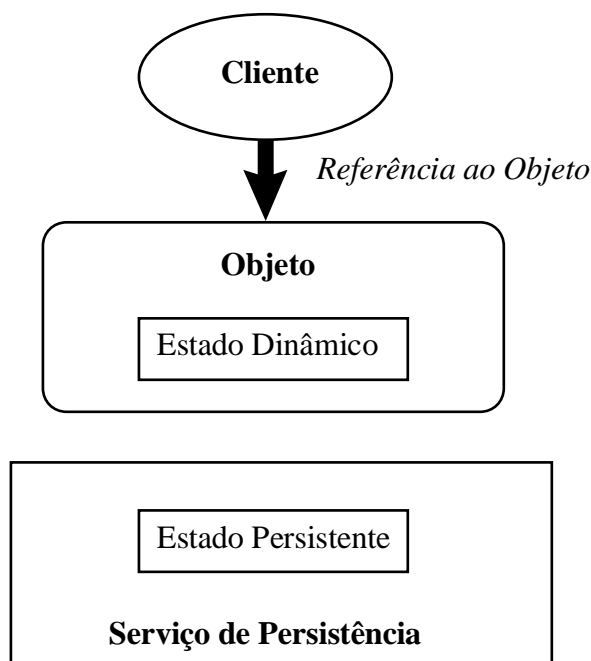 Cliente
Referência ao Objeto
Objeto
Estado Dinâmico
Estado Persistente
Serviço de Persistência